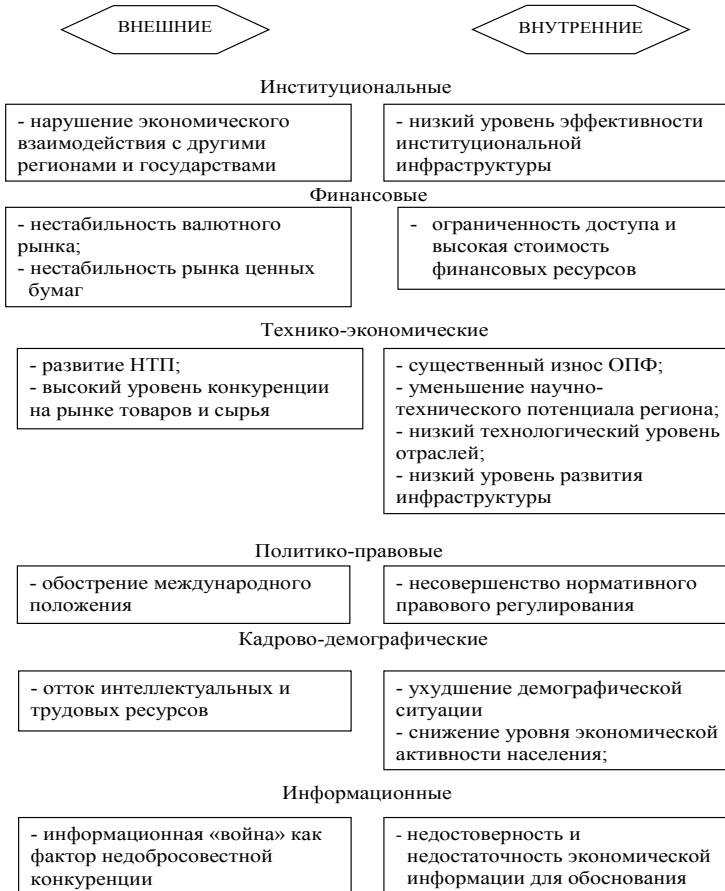 ВНЕШНИЕ
ВНУТРЕННИЕ
Институциональные
- нарушение экономического
взаимодействия с другими
регионами и государствами
- низкий уровень эффективности
институциональной
инфраструктуры
Финансовые
- нестабильность валютного
рынка;
- нестабильность рынка ценных
бумаг
- ограниченность доступа и
высокая стоимость
финансовых ресурсов
Технико-экономические
- развитие НТП;
- высокий уровень конкуренции
на рынке товаров и сырья
- существенный износ ОПФ;
- уменьшение научно-
технического потенциала региона;
- низкий технологический уровень
отраслей;
- низкий уровень развития
инфраструктуры
Политико-правовые
- обострение международного
положения
- несовершенство нормативного
правового регулирования
Кадрово-демографические
- отток интеллектуальных и
трудовых ресурсов
- ухудшение демографической
ситуации
- снижение уровня экономической
активности населения;
Информационные
- информационная «война» как
фактор недобросовестной
конкуренции
- недостоверность и
недостаточность экономической
информации для обоснования